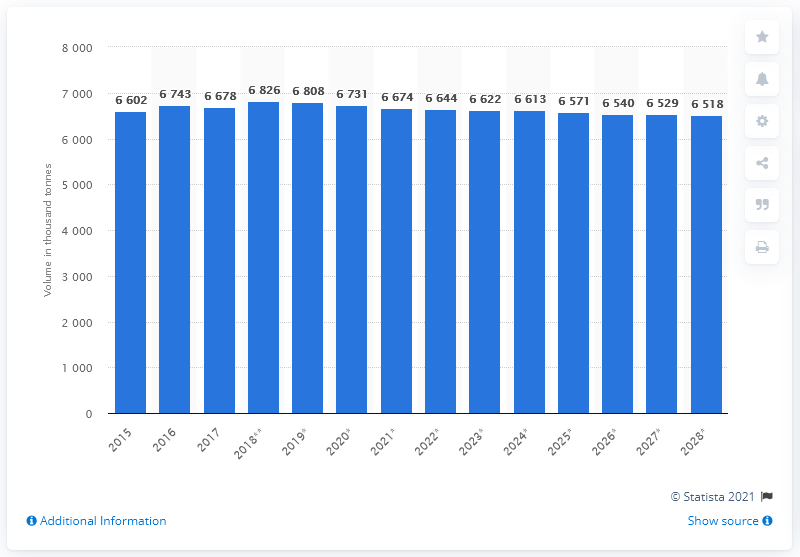 8 000
7 000
6 000
5 000
4 000
3 000
2 000
1 000
0
Volume in thousand tonnes
6 602 6 743 6 678 6 826 6 808 6 731 6 674 6 644 6 622 6 613 6 571 6 540 6 529 6 518
2015 2016 2017 2018** 2019* 2020* 2021* 2022* 2023* 2024* 2025* 2026* 2027* 2028*
© Statista 2021
Additional Information
Show source